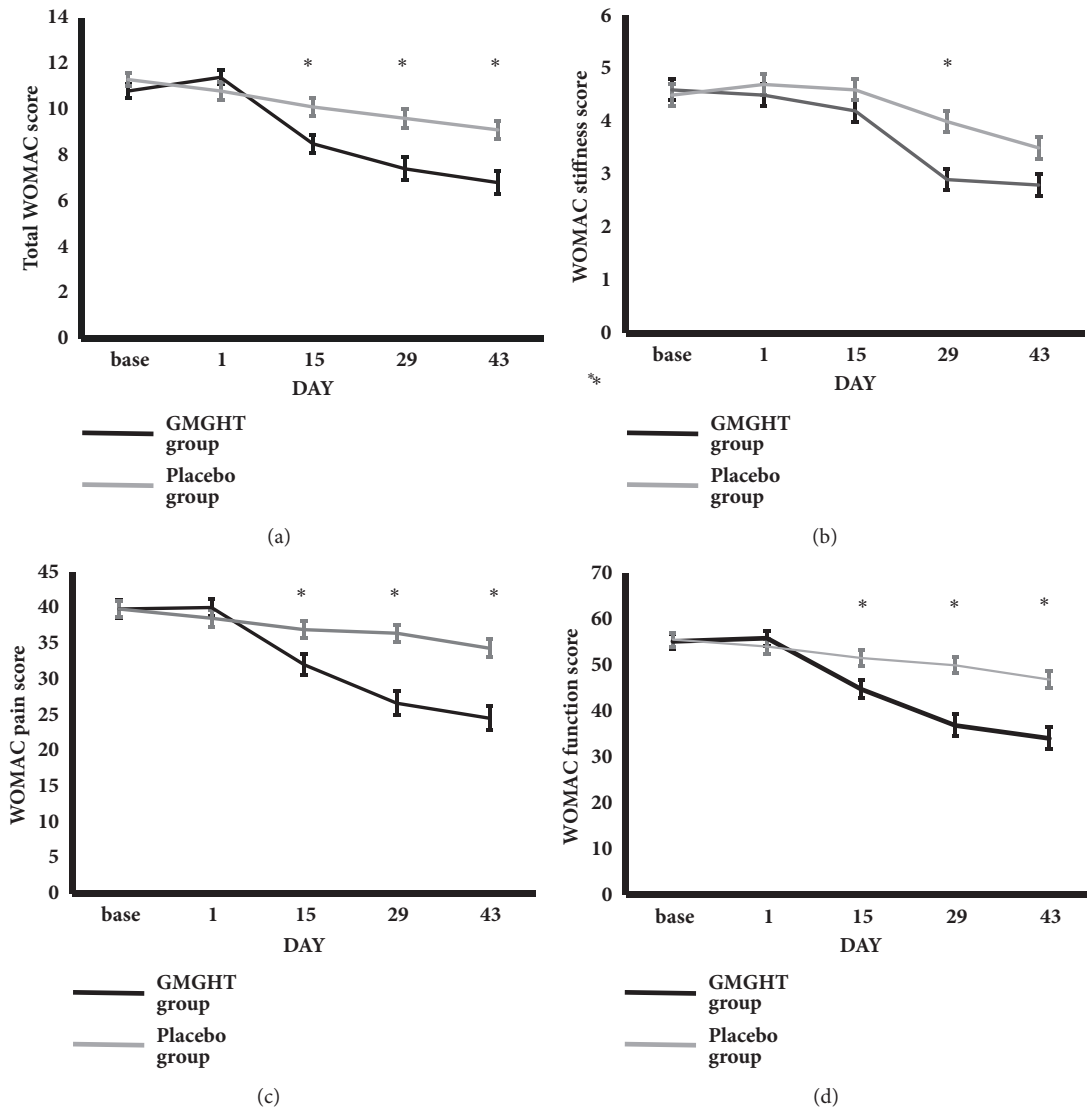 14
12
10
8
6
4
2
0
Total WOMAC score
* * *
base 1 15 29 43
DAY
GMGHT
group
Placebo
group
(a)
6
5
4
3
2
1
0
WOMAC stiffness score
*
base 1 15 29 43
DAY
**
GMGHT
group
Placebo
group
(b)
45
40
35
30
25
20
15
10
5
0
WOMAC pain score
* * *
base 1 15 29 43
DAY
GMGHT
group
Placebo
group
(c)
70
60
50
40
30
20
10
0
WOMAC function score
* * *
base 1 15 29 43
DAY
GMGHT
group
Placebo
group
(d)